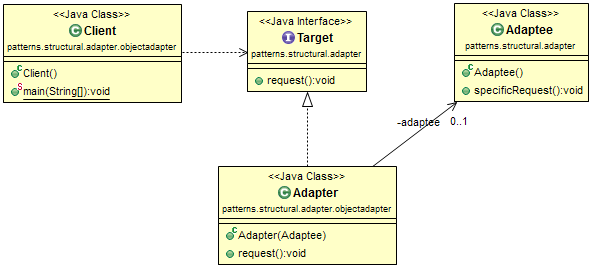 <<Java Class>>
Client
patterns.structural.adapter.objectadapter
Client()
main(String[]):void
<<Java Interface>>
Target
patterns.structural.adapter
request():void
<<Java Class>>
Adaptee
patterns.structural.adapter
Adaptee()
specificRequest():void
-adaptee 0..1
<<Java Class>>
Adapter
patterns.structural.adapter.objectadapter
Adapter(Adaptee)
request():void